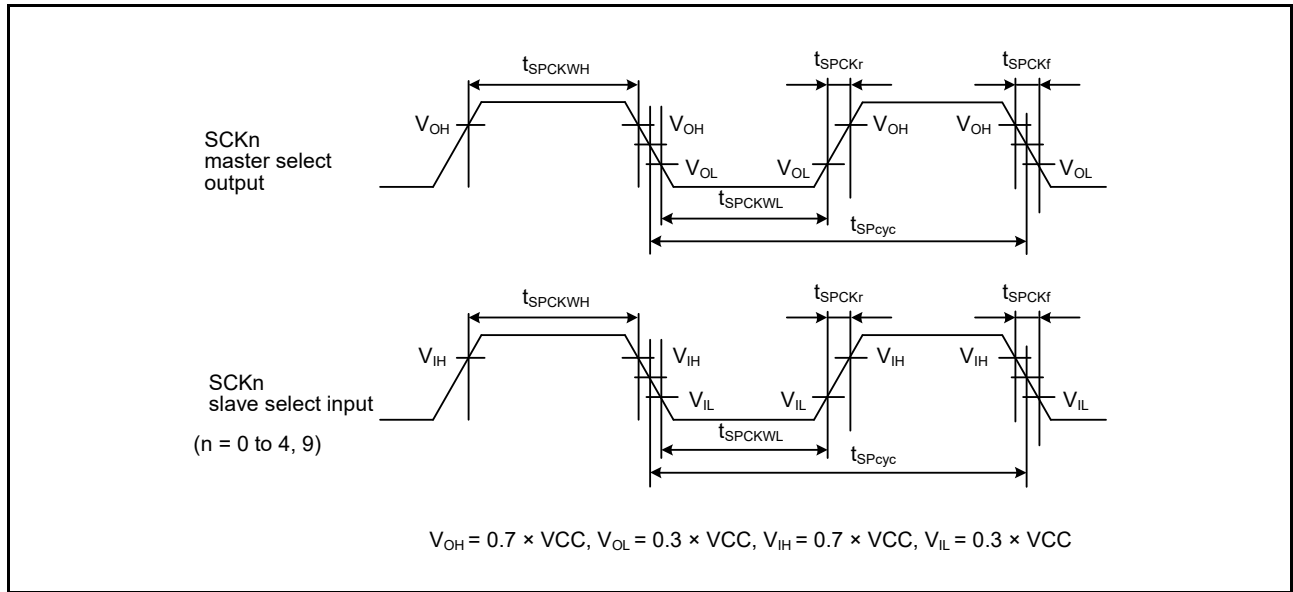 tSPCKWH
tSPCKr
tSPCKf
VOH
VOH
VOH
VOH
SCKn
master select
output
VOL
VOL
VOL
tSPCKWL
tSPcyc
tSPCKWH
tSPCKr
tSPCKf
VIH
VIH
VIH
VIH
SCKn
slave select input
VIL
VIL
VIL
(n = 0 to 4, 9)
tSPCKWL
tSPcyc
VOH = 0.7 × VCC, VOL = 0.3 × VCC, VIH = 0.7 × VCC, VIL = 0.3 × VCC